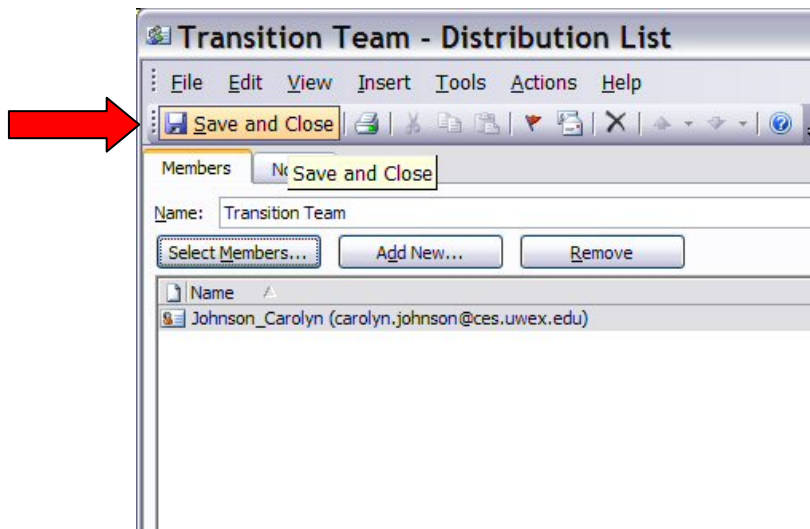 Transition Team - Distribution List
File Edit View Insert Tools Actions Help
Save and Close
Members
Save and Close
Name: Transition Team
Select Members... Add New... Remove
Name
Johnson_Carolyn (carolyn.johnson@ces.uwex.edu)